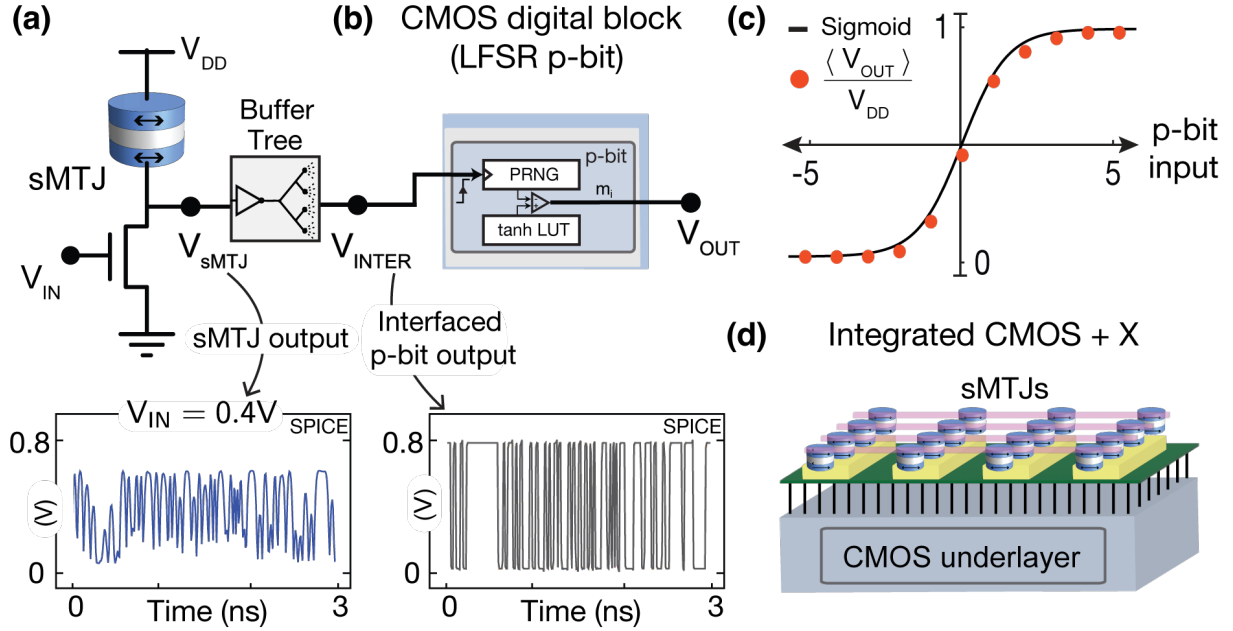 (a)
V_DD
sMTJ
V_IN
V_sMTJ
Buffer
Tree
V_INTER
(b) CMOS digital block
(LFSR p-bit)
p-bit
PRNG
m_i
tanh LUT
V_OUT
sMTJ output
Interfaced
p-bit output
V_IN = 0.4V
SPICE
0.8
(V)
0
0
3
Time (ns)
SPICE
0.8
(V)
0
0
3
Time (ns)
(c)
1
Sigmoid
⟨ V_OUT ⟩
V_DD
-5
5
0
p-bit
input
(d) Integrated CMOS + X
sMTJs
CMOS underlayer